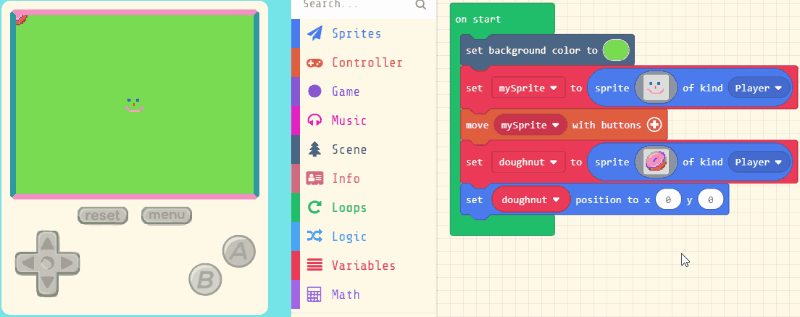 Search...
Sprites
Controller
Game
Music
Scene
Info
Loops
Logic
Variables
Math
reset
menu
A
B
on start
set background color to
set mySprite to sprite of kind Player
move mySprite with buttons
set doughnut to sprite of kind Player
set doughnut position to x 0 y 0